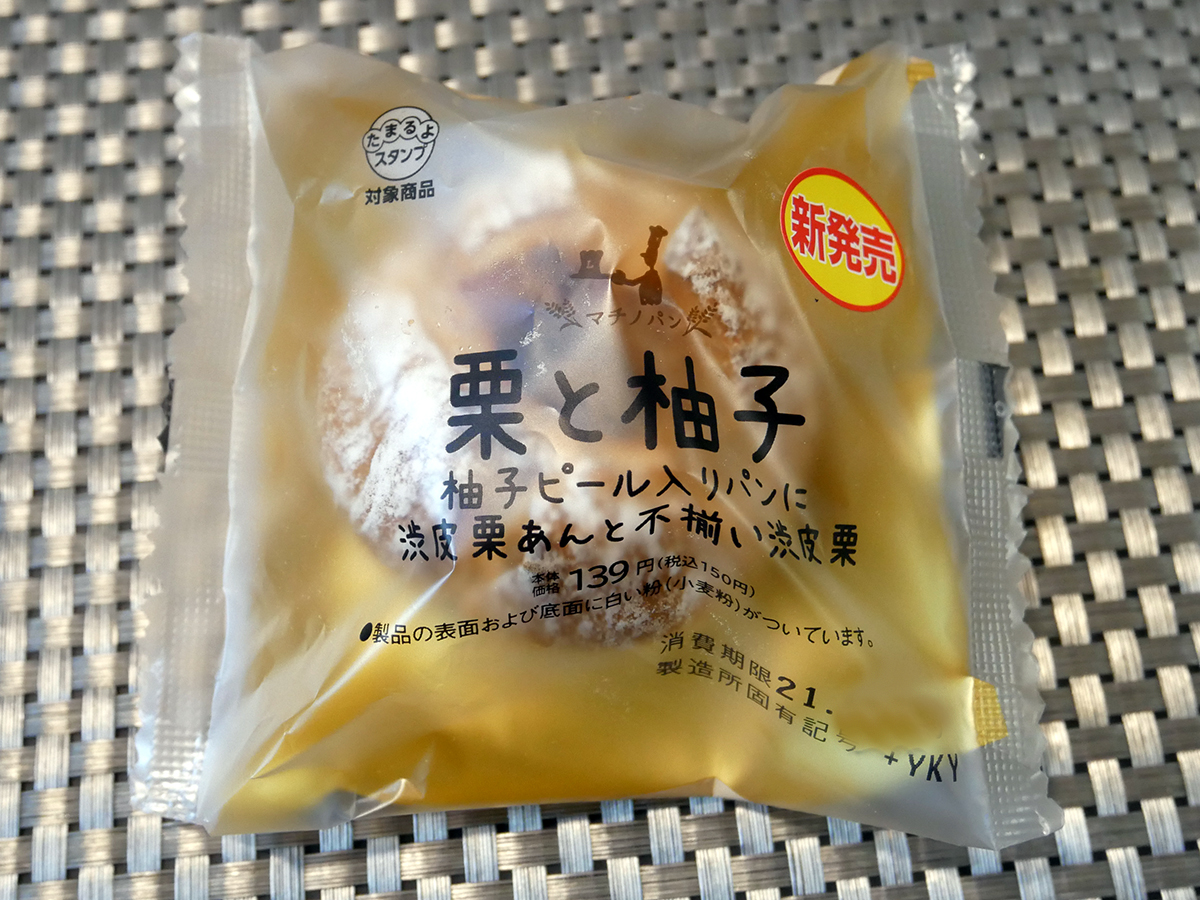 たまるよ
スタンプ
対象商品
新発売
マチノパン
栗と柚子
柚子ピール入りパンに
渋皮栗あんと不揃い渋皮栗
本体価格 139円(税込150円)
●製品の表面および底面に白い粉(小麦粉)がついています。
消費期限21.
製造所固有記号
+YKY